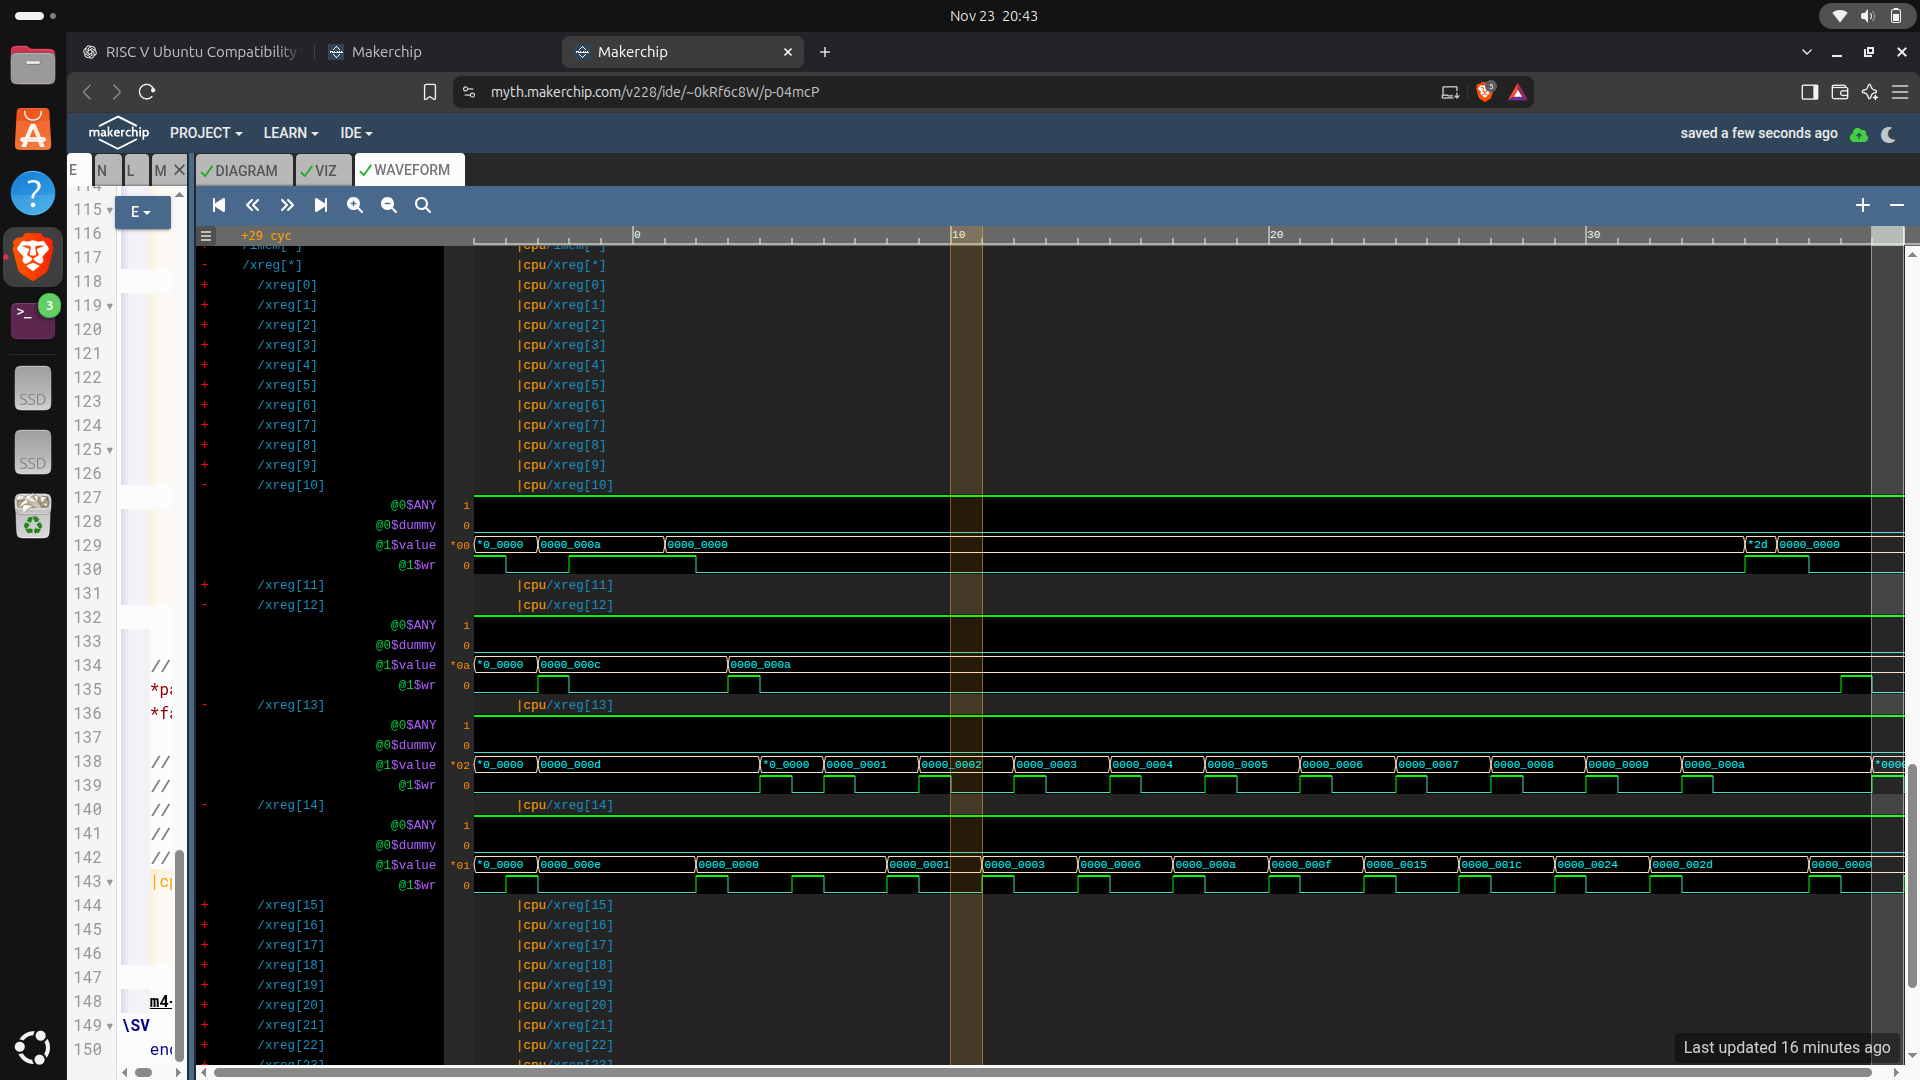 Nov 23 20:43
RISC V Ubuntu Compatibility
Makerchip
Makerchip
myth.makerchip.com/v228/ide/~0kRf6c8W/p-04mcP
5
makerchip
PROJECT
LEARN
IDE
saved a few seconds ago
E N L M
DIAGRAM
VIZ
WAVEFORM
E
+29 cyc
0 10 20 30
/xreg[*] |cpu/xreg[*]
+ /xreg[0] |cpu/xreg[0]
+ /xreg[1] |cpu/xreg[1]
+ /xreg[2] |cpu/xreg[2]
+ /xreg[3] |cpu/xreg[3]
+ /xreg[4] |cpu/xreg[4]
+ /xreg[5] |cpu/xreg[5]
+ /xreg[6] |cpu/xreg[6]
+ /xreg[7] |cpu/xreg[7]
+ /xreg[8] |cpu/xreg[8]
+ /xreg[9] |cpu/xreg[9]
- /xreg[10] |cpu/xreg[10]
@0$ANY 1
@0$dummy 0
@1$value *00 *0_0000 0000_000a 0000_0000 *2d 0000_0000
@1$wr 0
+ /xreg[11] |cpu/xreg[11]
- /xreg[12] |cpu/xreg[12]
@0$ANY 1
@0$dummy 0
@1$value *0a *0_0000 0000_000c 0000_000a
@1$wr 0
- /xreg[13] |cpu/xreg[13]
@0$ANY 1
@0$dummy 0
@1$value *02 *0_0000 0000_000d *0_0000 0000_0001 0000_0002 0000_0003 0000_0004 0000_0005 0000_0006 0000_0007 0000_0008 0000_0009 0000_000a *0000
@1$wr 0
- /xreg[14] |cpu/xreg[14]
@0$ANY 1
@0$dummy 0
@1$value *01 *0_0000 0000_000e 0000_0000 0000_0001 0000_0003 0000_0006 0000_000a 0000_000f 0000_0015 0000_001c 0000_0024 0000_002d 0000_0000
@1$wr 0
+ /xreg[15] |cpu/xreg[15]
+ /xreg[16] |cpu/xreg[16]
+ /xreg[17] |cpu/xreg[17]
+ /xreg[18] |cpu/xreg[18]
+ /xreg[19] |cpu/xreg[19]
+ /xreg[20] |cpu/xreg[20]
+ /xreg[21] |cpu/xreg[21]
+ /xreg[22] |cpu/xreg[22]
115
116
117
118
119
120
121
122
123
124
125
126
127
128
129
130
131
132
133
134 //
135 *pa
136 *fa
137
138 //
139 //
140 //
141 //
142 //
143 |cp
144
145
146
147
148 m4
149 \SV
150 end
3
SSD
SSD
Last updated 16 minutes ago